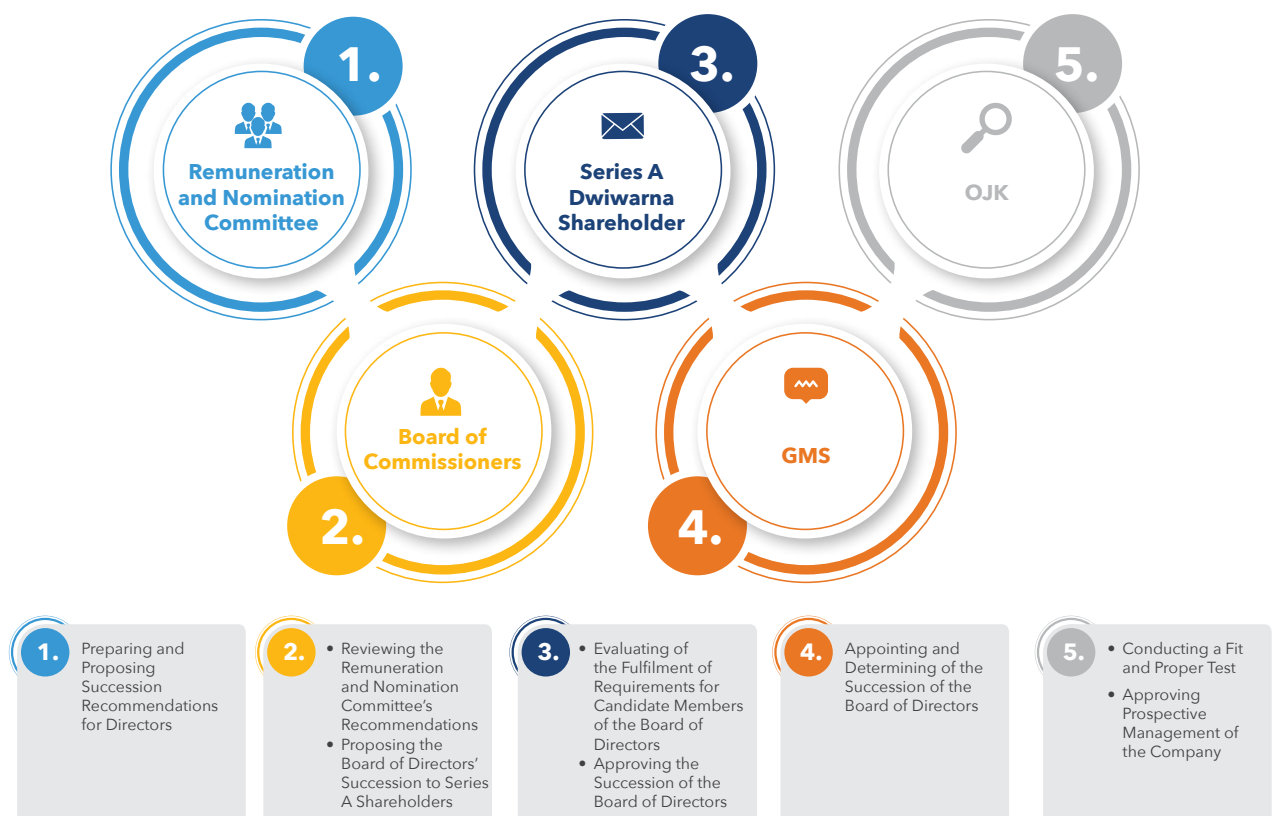 1.
Remuneration
and Nomination
Committee
3.
Series A
Dwiwarna
Shareholder
5.
OJK
Board of
Commissioners
2.
GMS
4.
1.
Preparing and
Proposing
Succession
Recommendations
for Directors
2.
• Reviewing the
Remuneration
and Nomination
Committee’s
Recommendations
• Proposing the
Board of Directors’
Succession to Series
A Shareholders
3.
• Evaluating of
the Fulfilment of
Requirements for
Candidate Members
of the Board of
Directors
• Approving the
Succession of the
Board of Directors
4.
Appointing and
Determining of the
Succession of the
Board of Directors
5.
• Conducting a Fit
and Proper Test
• Approving
Prospective
Management of
the Company